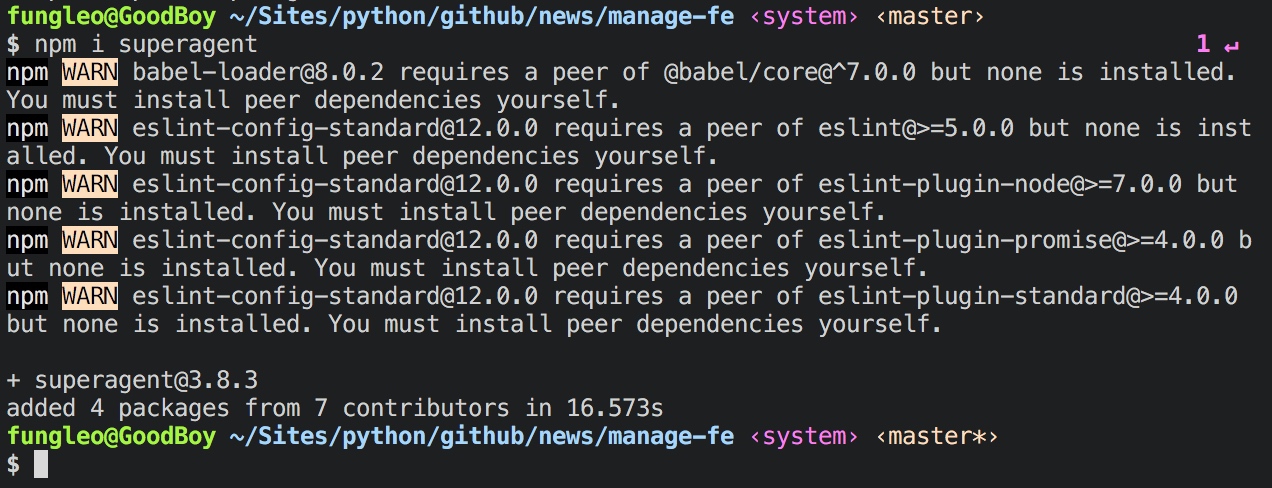 fungleo@GoodBoy ~/Sites/python/github/news/manage-fe ‹system› ‹master›
$ npm i superagent 1 ↵
npm WARN babel-loader@8.0.2 requires a peer of @babel/core@^7.0.0 but none is installed.
You must install peer dependencies yourself.
npm WARN eslint-config-standard@12.0.0 requires a peer of eslint@>=5.0.0 but none is inst
alled. You must install peer dependencies yourself.
npm WARN eslint-config-standard@12.0.0 requires a peer of eslint-plugin-node@>=7.0.0 but
none is installed. You must install peer dependencies yourself.
npm WARN eslint-config-standard@12.0.0 requires a peer of eslint-plugin-promise@>=4.0.0 b
ut none is installed. You must install peer dependencies yourself.
npm WARN eslint-config-standard@12.0.0 requires a peer of eslint-plugin-standard@>=4.0.0
but none is installed. You must install peer dependencies yourself.
+ superagent@3.8.3
added 4 packages from 7 contributors in 16.573s
fungleo@GoodBoy ~/Sites/python/github/news/manage-fe ‹system› ‹master*›
$